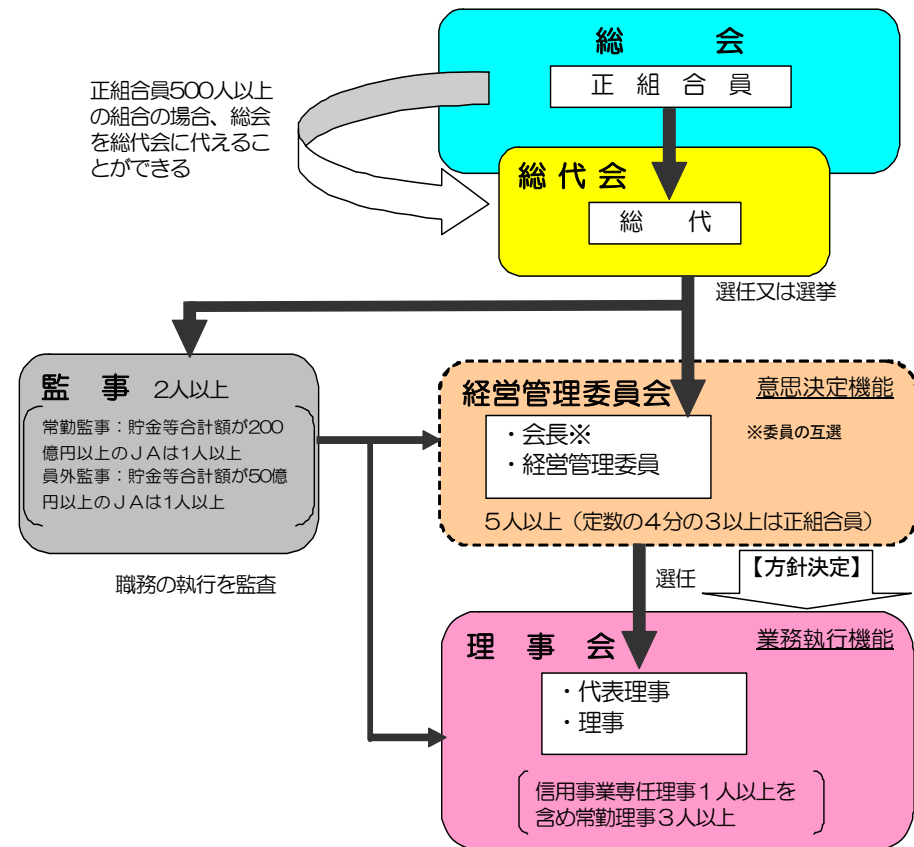 総会
正組合員
正組合員500人以上
の組合の場合、総会
を総代会に代えるこ
とができる
総代会
総代
選任又は選挙
監事 2人以上
常勤監事：貯金等合計額が200
億円以上のＪＡは1人以上
員外監事：貯金等合計額が50億
円以上のＪＡは1人以上
職務の執行を監査
経営管理委員会
意思決定機能
・会長※
・経営管理委員
※委員の互選
５人以上（定数の４分の３以上は正組合員）
選任
【方針決定】
理事会
業務執行機能
・代表理事
・理事
信用事業専任理事１人以上を
含め常勤理事３人以上